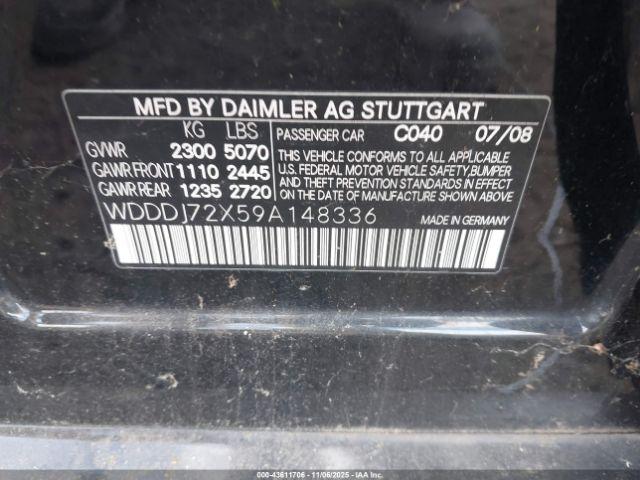 MFD BY DAIMLER AG STUTTGART
KG LBS PASSENGER CAR C040 07/08
GVWR 2300 5070 THIS VEHICLE CONFORMS TO ALL APPLICABLE
GAWR FRONT 1110 2445 U.S. FEDERAL MOTOR VEHICLE SAFETY, BUMPER
AND THEFT PREVENTION STANDARDS IN EFFECT
GAWR REAR 1235 2720 ON THE DATE OF MANUFACTURE SHOWN ABOVE
WDDDJ72X59A148336 MADE IN GERMANY
000-43611706 - 11/06/2025 - IAAI.COM